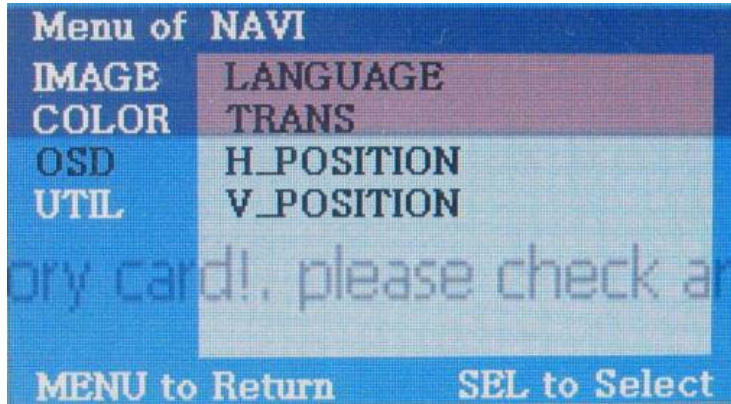 Menu of NAVI
IMAGE LANGUAGE
COLOR TRANS
OSD H_POSITION
UTIL V_POSITION
ory card!, please check
MENU to Return SEL to Select